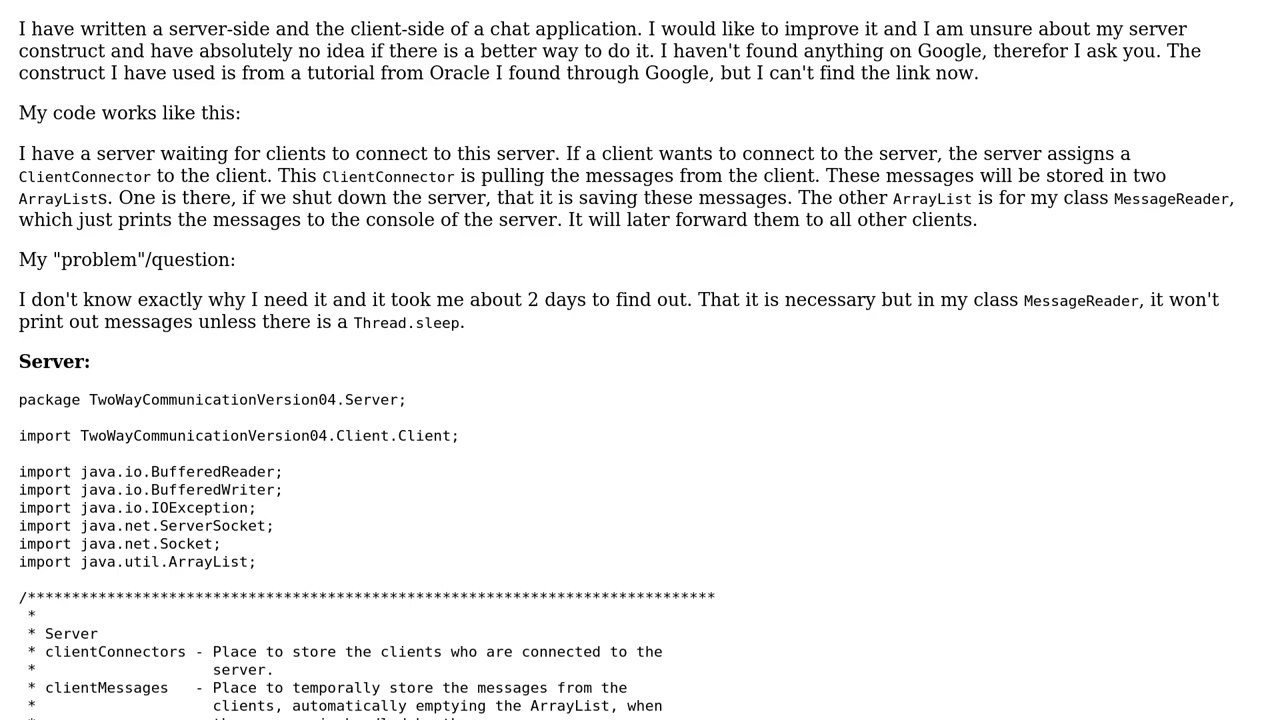 I have written a server-side and the client-side of a chat application. I would like to improve it and I am unsure about my server
construct and have absolutely no idea if there is a better way to do it. I haven't found anything on Google, therefor I ask you. The
construct I have used is from a tutorial from Oracle I found through Google, but I can't find the link now.
My code works like this:
I have a server waiting for clients to connect to this server. If a client wants to connect to the server, the server assigns a
ClientConnector to the client. This ClientConnector is pulling the messages from the client. These messages will be stored in two
ArrayLists. One is there, if we shut down the server, that it is saving these messages. The other ArrayList is for my class MessageReader,
which just prints the messages to the console of the server. It will later forward them to all other clients.
My "problem"/question:
I don't know exactly why I need it and it took me about 2 days to find out. That it is necessary but in my class MessageReader, it won't
print out messages unless there is a Thread.sleep.
Server:
package TwoWayCommunicationVersion04.Server;
import TwoWayCommunicationVersion04.Client.Client;
import java.io.BufferedReader;
import java.io.BufferedWriter;
import java.io.IOException;
import java.net.ServerSocket;
import java.net.Socket;
import java.util.ArrayList;
/******************************************************************************
*
* Server
* clientConnectors - Place to store the clients who are connected to the
* server.
* clientMessages - Place to temporally store the messages from the
* clients, automatically emptying the ArrayList, when